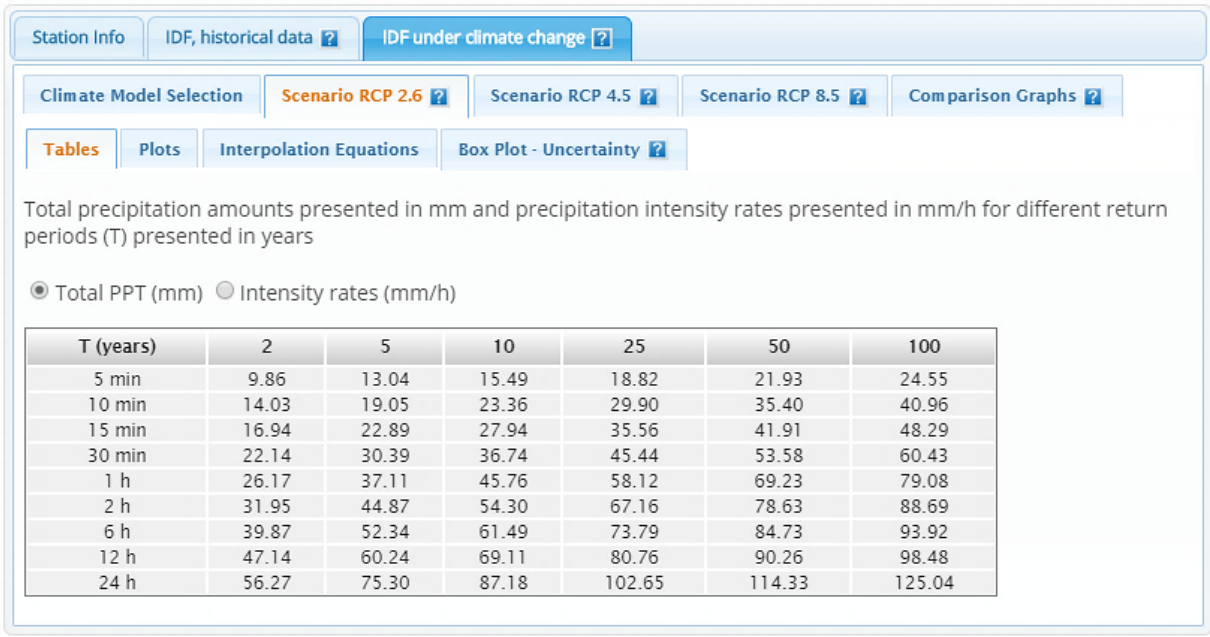 Station Info IDF, historical data ? IDF under climate change ?
Climate Model Selection Scenario RCP 2.6 ? Scenario RCP 4.5 ? Scenario RCP 8.5 ? Comparison Graphs ?
Tables Plots Interpolation Equations Box Plot - Uncertainty ?
Total precipitation amounts presented in mm and precipitation intensity rates presented in mm/h for different return
periods (T) presented in years
Total PPT (mm) Intensity rates (mm/h)
T (years) 2 5 10 25 50 100
5 min 9.86 13.04 15.49 18.82 21.93 24.55
10 min 14.03 19.05 23.36 29.90 35.40 40.96
15 min 16.94 22.89 27.94 35.56 41.91 48.29
30 min 22.14 30.39 36.74 45.44 53.58 60.43
1 h 26.17 37.11 45.76 58.12 69.23 79.08
2 h 31.95 44.87 54.30 67.16 78.63 88.69
6 h 39.87 52.34 61.49 73.79 84.73 93.92
12 h 47.14 60.24 69.11 80.76 90.26 98.48
24 h 56.27 75.30 87.18 102.65 114.33 125.04